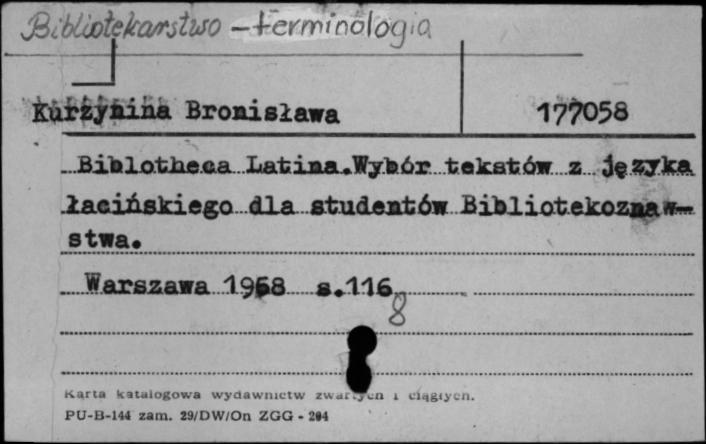 Bibliotekarstwo - terminologia
Kurzynina Bronisława 177058
Biblotheca Latina.Wybór tekstów z języka
łacińskiego dla studentów Bibliotekoznaw-
stwa.
Warszawa 1968 s.116
8
Karta katalogowa wydawnictw zwartych i ciągłych.
PU-B-144 zam. 29/DW/On ZGG - 204